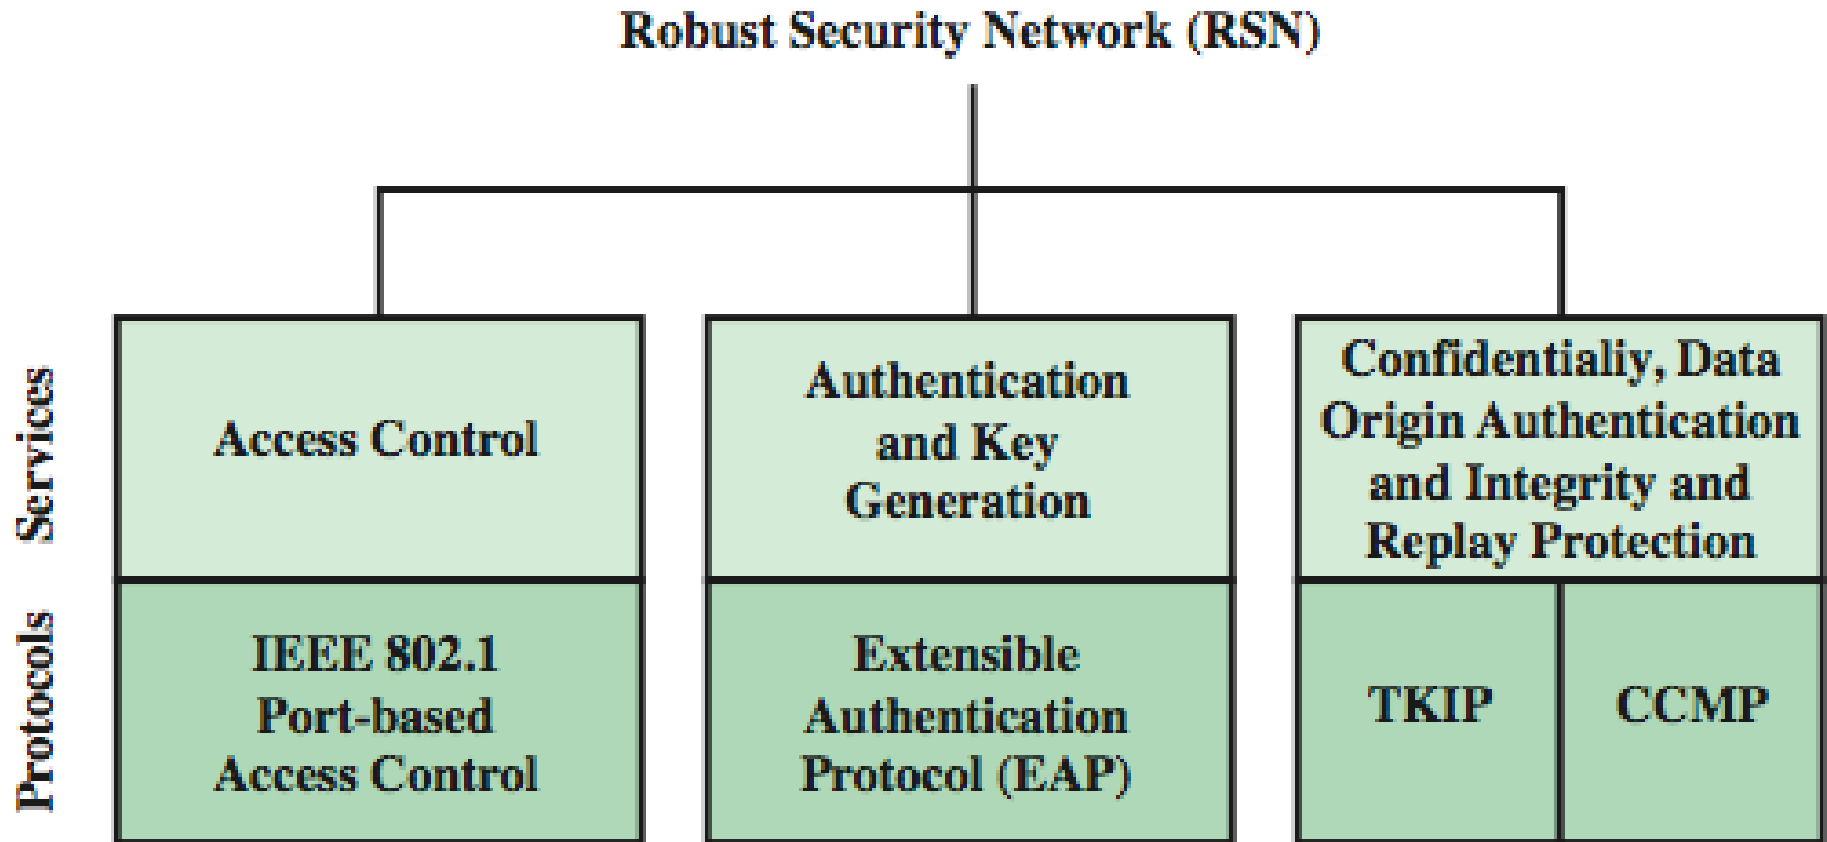 Robust Security Network (RSN)
Services
Access Control
Authentication
and Key
Generation
Confidentialiy, Data
Origin Authentication
and Integrity and
Replay Protection
Protocols
IEEE 802.1
Port-based
Access Control
Extensible
Authentication
Protocol (EAP)
TKIP
CCMP